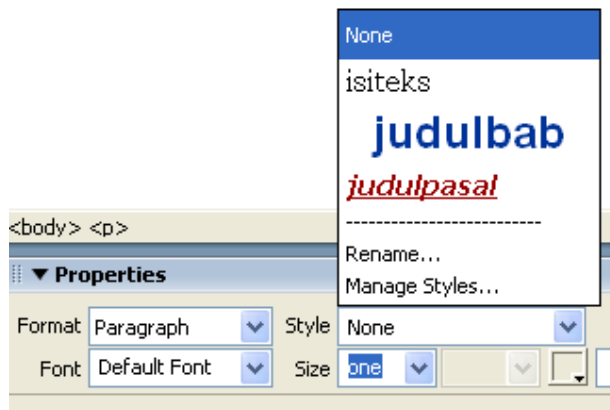 None
isiteks
judulbab
judulpasal
-------------------------
Rename...
Manage Styles...
<body> <p>
Properties
Format Paragraph Style None
Font Default Font Size one